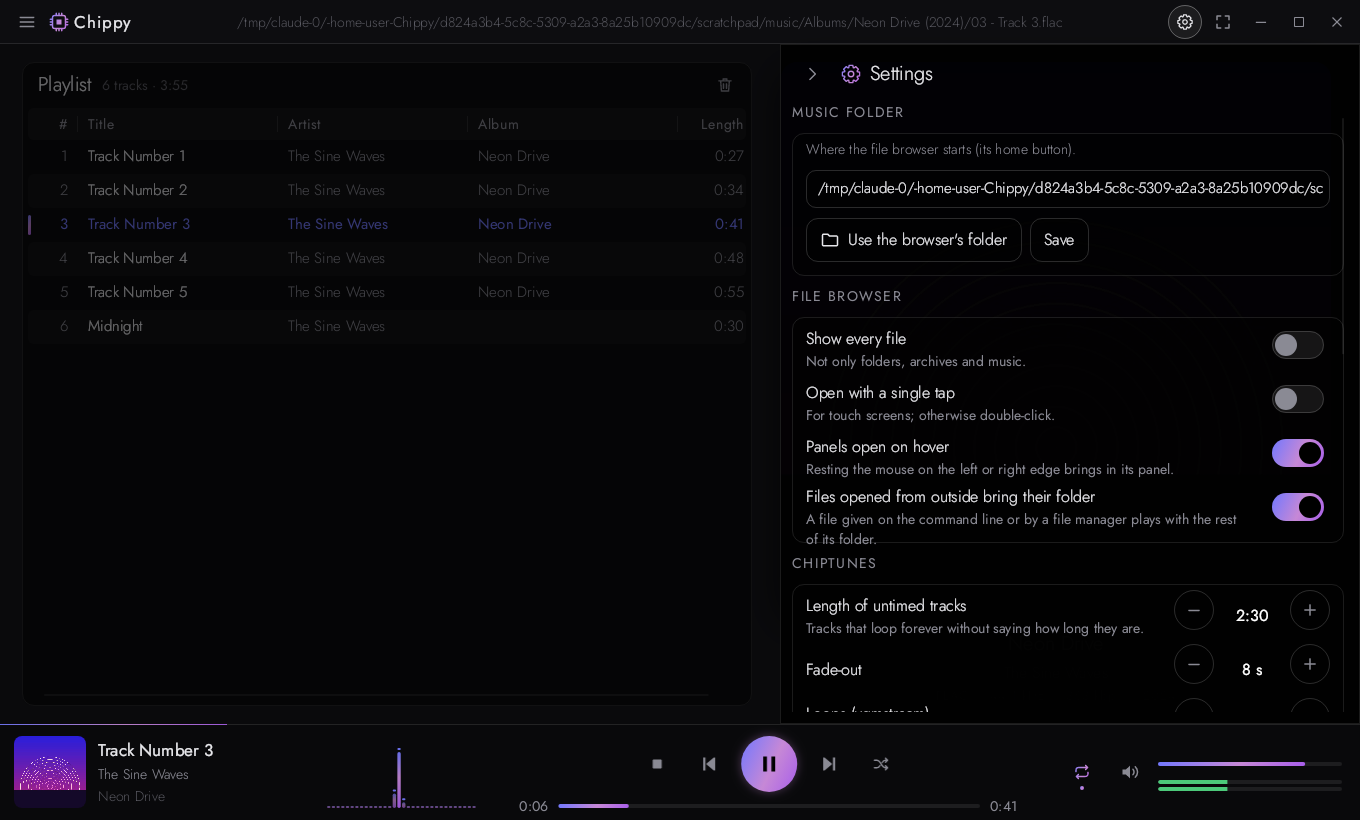 Chippy
/tmp/claude-0/-home-user-Chippy/d824a3b4-5c8c-5309-a2a3-8a25b10909dc/scratchpad/music/Albums/Neon Drive (2024)/03 - Track 3.flac
Playlist 6 tracks · 3:55
# Title Artist Album Length
1 Track Number 1 The Sine Waves Neon Drive 0:27
2 Track Number 2 The Sine Waves Neon Drive 0:34
3 Track Number 3 The Sine Waves Neon Drive 0:41
4 Track Number 4 The Sine Waves Neon Drive 0:48
5 Track Number 5 The Sine Waves Neon Drive 0:55
6 Midnight The Sine Waves 0:30
Settings
MUSIC FOLDER
Where the file browser starts (its home button).
/tmp/claude-0/-home-user-Chippy/d824a3b4-5c8c-5309-a2a3-8a25b10909dc/sc
Use the browser's folder Save
FILE BROWSER
Show every file
Not only folders, archives and music.
Open with a single tap
For touch screens; otherwise double-click.
Panels open on hover
Resting the mouse on the left or right edge brings in its panel.
Files opened from outside bring their folder
A file given on the command line or by a file manager plays with the rest
of its folder.
CHIPTUNES
Length of untimed tracks 2:30
Tracks that loop forever without saying how long they are.
Fade-out 8 s
Loops (vgmstream)
Track Number 3
The Sine Waves
Neon Drive
0:06 0:41